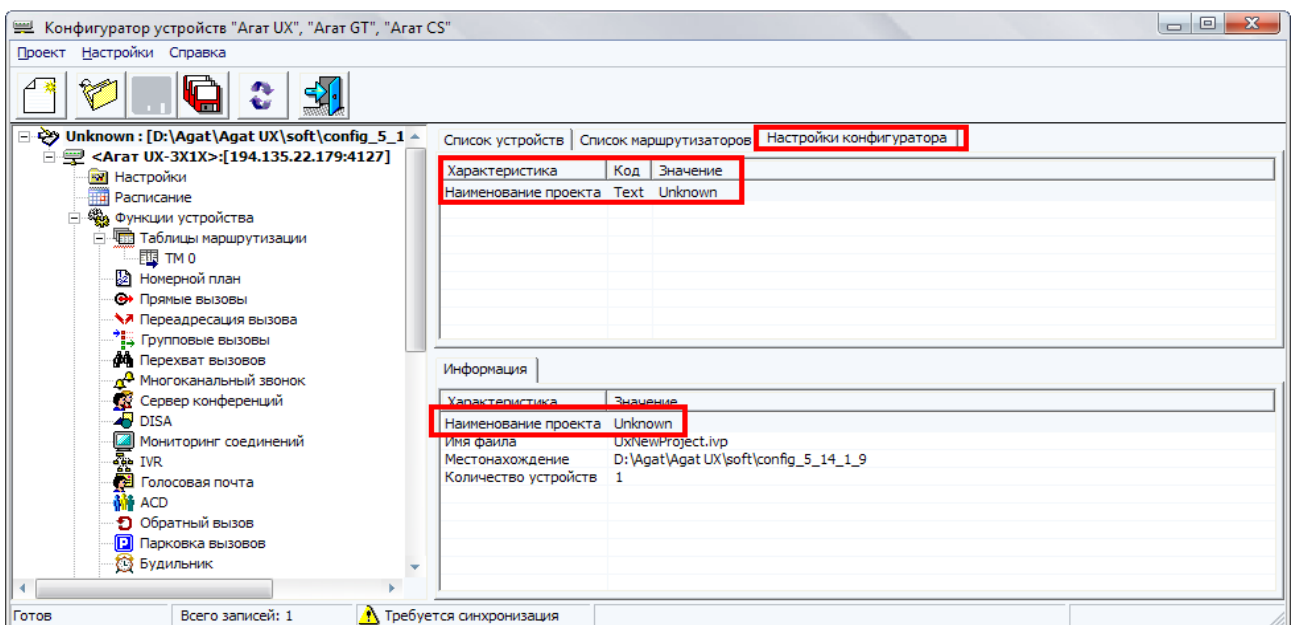 Конфигуратор устройств "Агат UX", "Агат GT", "Агат CS"
Проект Настройки Справка
Unknown : [D:\Agat\Agat UX\soft\config_5_1
<Агат UX-3X1X>:[194.135.22.179:4127]
Настройки
Расписание
Функции устройства
Таблицы маршрутизации
ТМ 0
Номерной план
Прямые вызовы
Переадресация вызова
Групповые вызовы
Перехват вызовов
Многоканальный звонок
Сервер конференций
DISA
Мониторинг соединений
IVR
Голосовая почта
ACD
Обратный вызов
Парковка вызовов
Будильник
Список устройств Список маршрутизаторов Настройки конфигуратора
Характеристика Код Значение
Наименование проекта Text Unknown
Информация
Характеристика Значение
Наименование проекта Unknown
Имя файла UxNewProject.ivp
Местонахождение D:\Agat\Agat UX\soft\config_5_14_1_9
Количество устройств 1
Готов Всего записей: 1 Требуется синхронизация